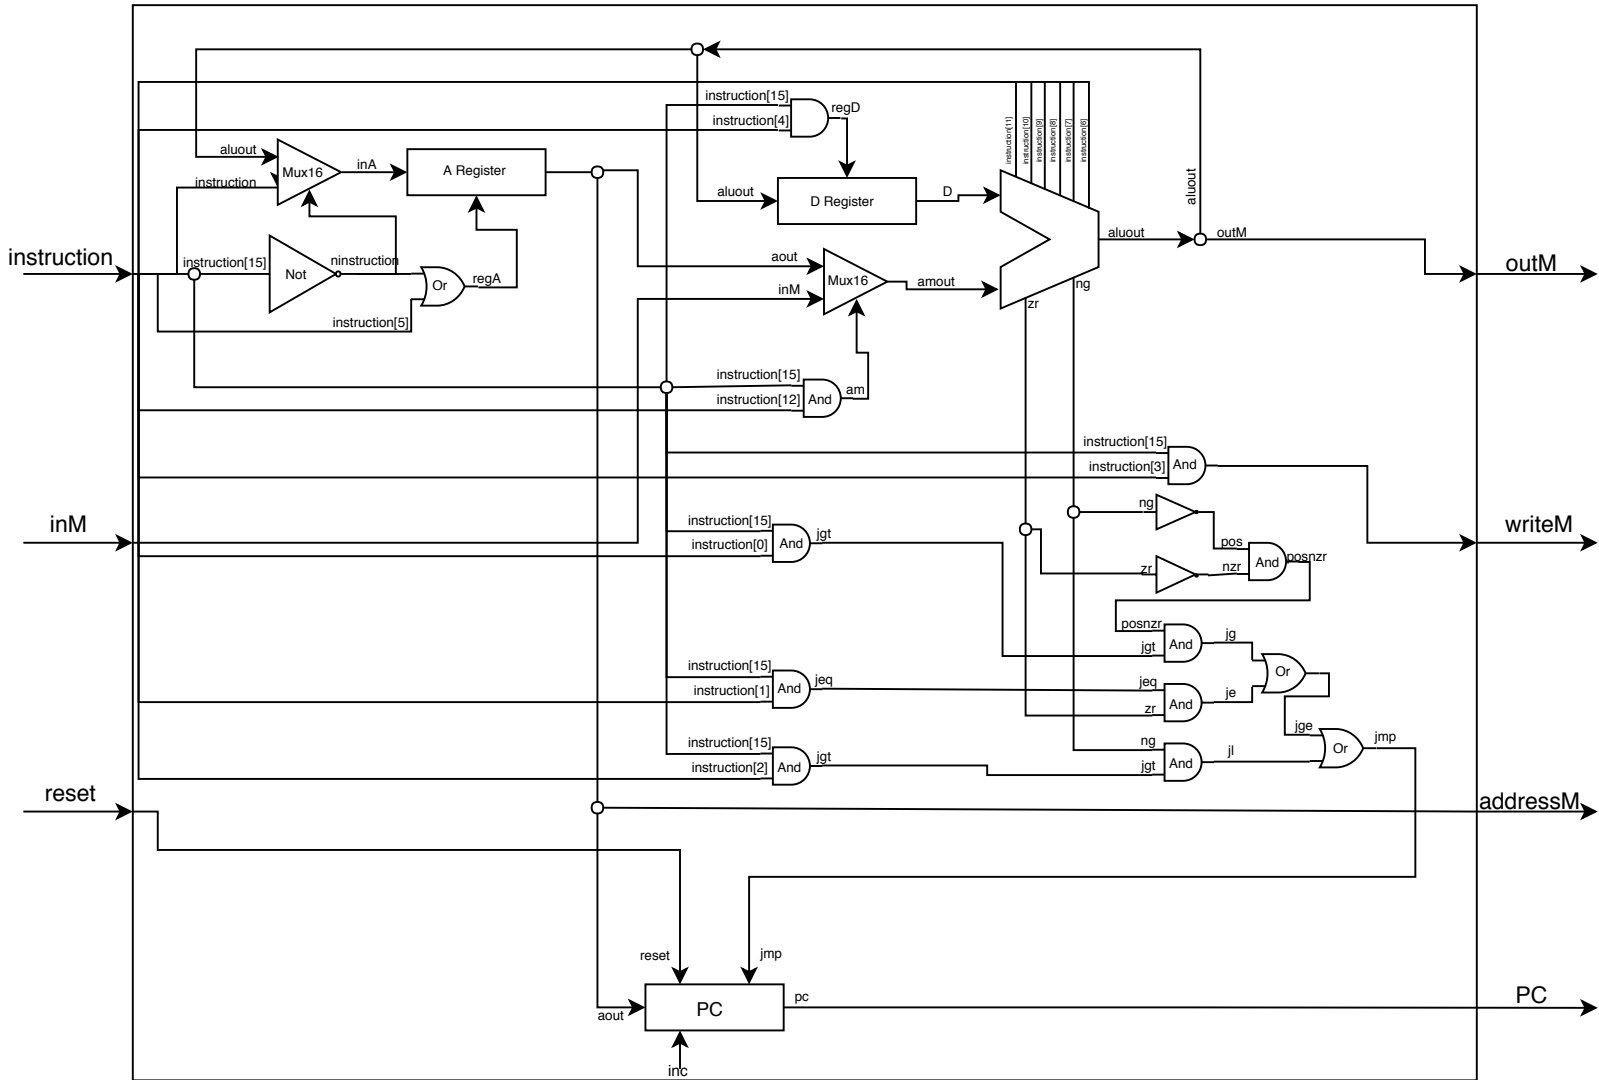 instruction[15]
regD
instruction[4]
instruction[11]
instruction[10]
instruction[9]
instruction[8]
instruction[7]
instruction[6]
aluout
Mux16
inA
A Register
instruction
aluout
D Register
D
aluout
aluout
outM
instruction
instruction[15]
Not
ninstruction
Or
regA
instruction[5]
aout
Mux16
inM
amout
zr
ng
outM
instruction[15]
instruction[12]
And
am
instruction[15]
instruction[3]
And
inM
instruction[15]
instruction[0]
And
jgt
ng
pos
zr
nzr
And
posnzr
writeM
posnzr
jgt
And
jg
Or
instruction[15]
instruction[1]
And
jeq
jeq
zr
And
je
jge
Or
jmp
instruction[15]
instruction[2]
And
jgt
ng
jgt
And
jl
reset
addressM
reset
jmp
aout
PC
pc
PC
inc